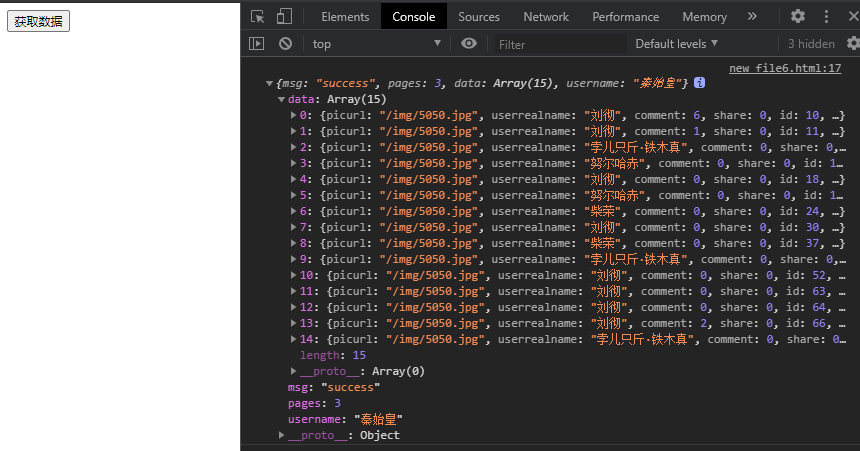 获取数据
Elements Console Sources Network Performance Memory »
top Filter Default levels 3 hidden
new file6.html:17
{msg: "success", pages: 3, data: Array(15), username: "秦始皇"}
data: Array(15)
0: {picurl: "/img/5050.jpg", userrealname: "刘彻", comment: 6, share: 0, id: 10, …}
1: {picurl: "/img/5050.jpg", userrealname: "刘彻", comment: 1, share: 0, id: 11, …}
2: {picurl: "/img/5050.jpg", userrealname: "孛儿只斤·铁木真", comment: 0, share: 0,…
3: {picurl: "/img/5050.jpg", userrealname: "努尔哈赤", comment: 0, share: 0, id: 1…
4: {picurl: "/img/5050.jpg", userrealname: "刘彻", comment: 0, share: 0, id: 18, …}
5: {picurl: "/img/5050.jpg", userrealname: "努尔哈赤", comment: 0, share: 0, id: 1…
6: {picurl: "/img/5050.jpg", userrealname: "柴荣", comment: 0, share: 0, id: 24, …}
7: {picurl: "/img/5050.jpg", userrealname: "刘彻", comment: 0, share: 0, id: 30, …}
8: {picurl: "/img/5050.jpg", userrealname: "柴荣", comment: 0, share: 0, id: 37, …}
9: {picurl: "/img/5050.jpg", userrealname: "孛儿只斤·铁木真", comment: 0, share: 0,…
10: {picurl: "/img/5050.jpg", userrealname: "刘彻", comment: 0, share: 0, id: 52, …
11: {picurl: "/img/5050.jpg", userrealname: "刘彻", comment: 0, share: 0, id: 63, …
12: {picurl: "/img/5050.jpg", userrealname: "刘彻", comment: 0, share: 0, id: 64, …
13: {picurl: "/img/5050.jpg", userrealname: "刘彻", comment: 2, share: 0, id: 66, …
14: {picurl: "/img/5050.jpg", userrealname: "孛儿只斤·铁木真", comment: 0, share: 0…
length: 15
__proto__: Array(0)
msg: "success"
pages: 3
username: "秦始皇"
__proto__: Object